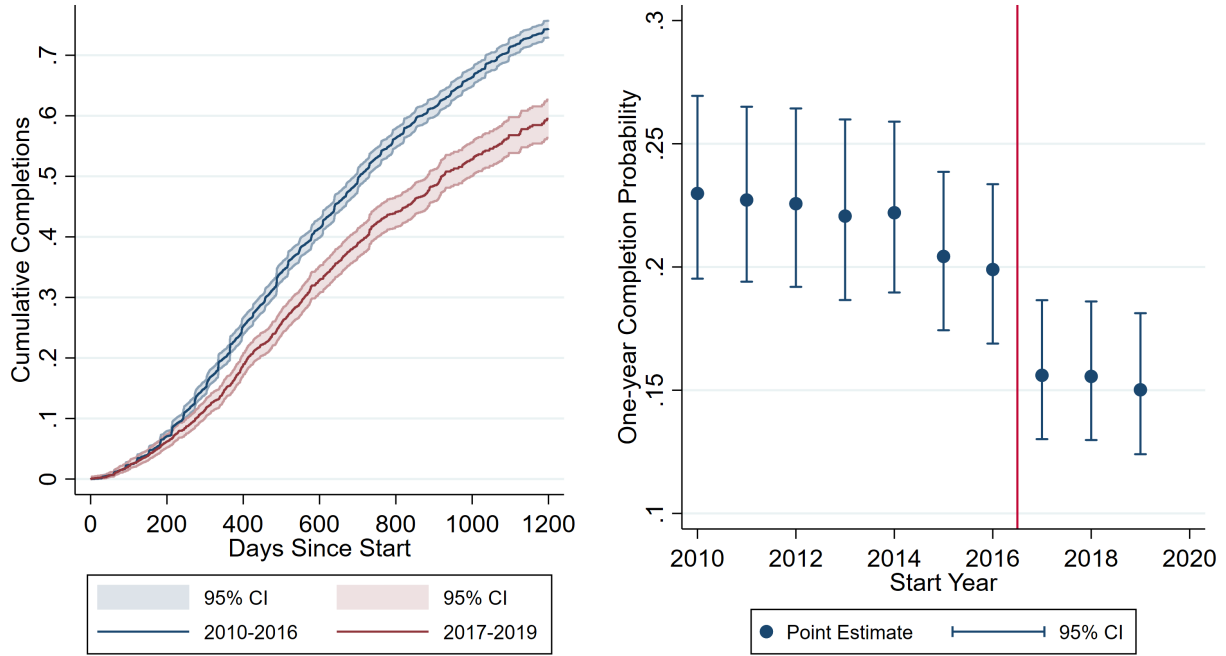 Cumulative Completions
.7
.6
.5
.4
.3
.2
.1
0
0 200 400 600 800 1000 1200
Days Since Start
95% CI 95% CI
2010-2016 2017-2019
One-year Completion Probability
.3
.25
.2
.15
.1
2010 2012 2014 2016 2018 2020
Start Year
Point Estimate 95% CI